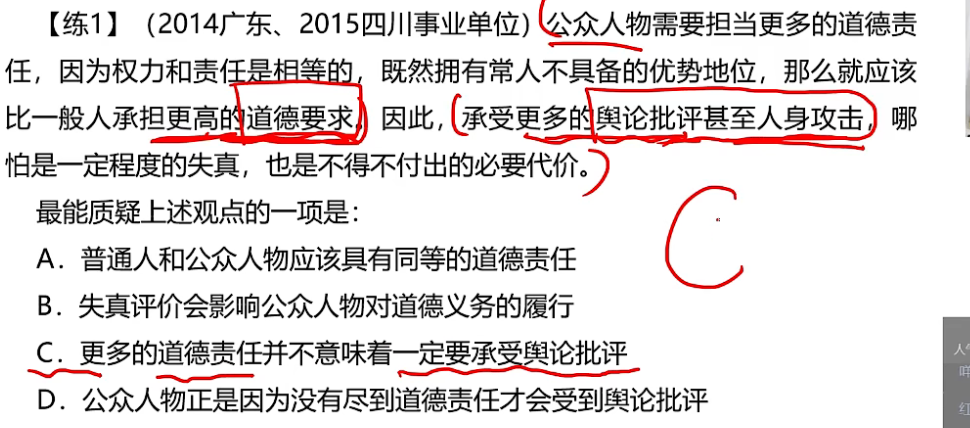 【练1】（2014广东、2015四川事业单位）公众人物需要担当更多的道德责
任，因为权力和责任是相等的，既然拥有常人不具备的优势地位，那么就应该
比一般人承担更高的道德要求。因此，承受更多的舆论批评甚至人身攻击，哪
怕是一定程度的失真，也是不得不付出的必要代价。
最能质疑上述观点的一项是：
A．普通人和公众人物应该具有同等的道德责任
B．失真评价会影响公众人物对道德义务的履行
C．更多的道德责任并不意味着一定要承受舆论批评
D．公众人物正是因为没有尽到道德责任才会受到舆论批评
C